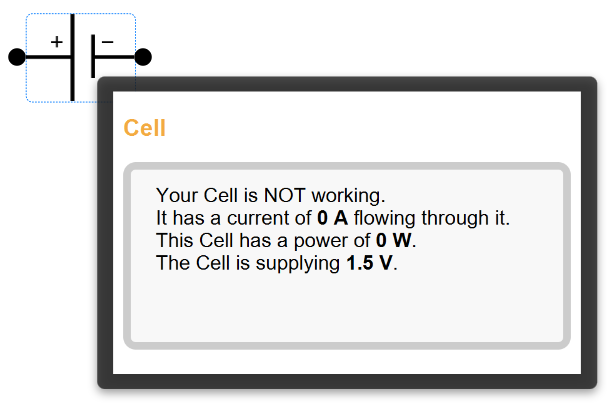 + −
Cell
Your Cell is NOT working.
It has a current of 0 A flowing through it.
This Cell has a power of 0 W.
The Cell is supplying 1.5 V.